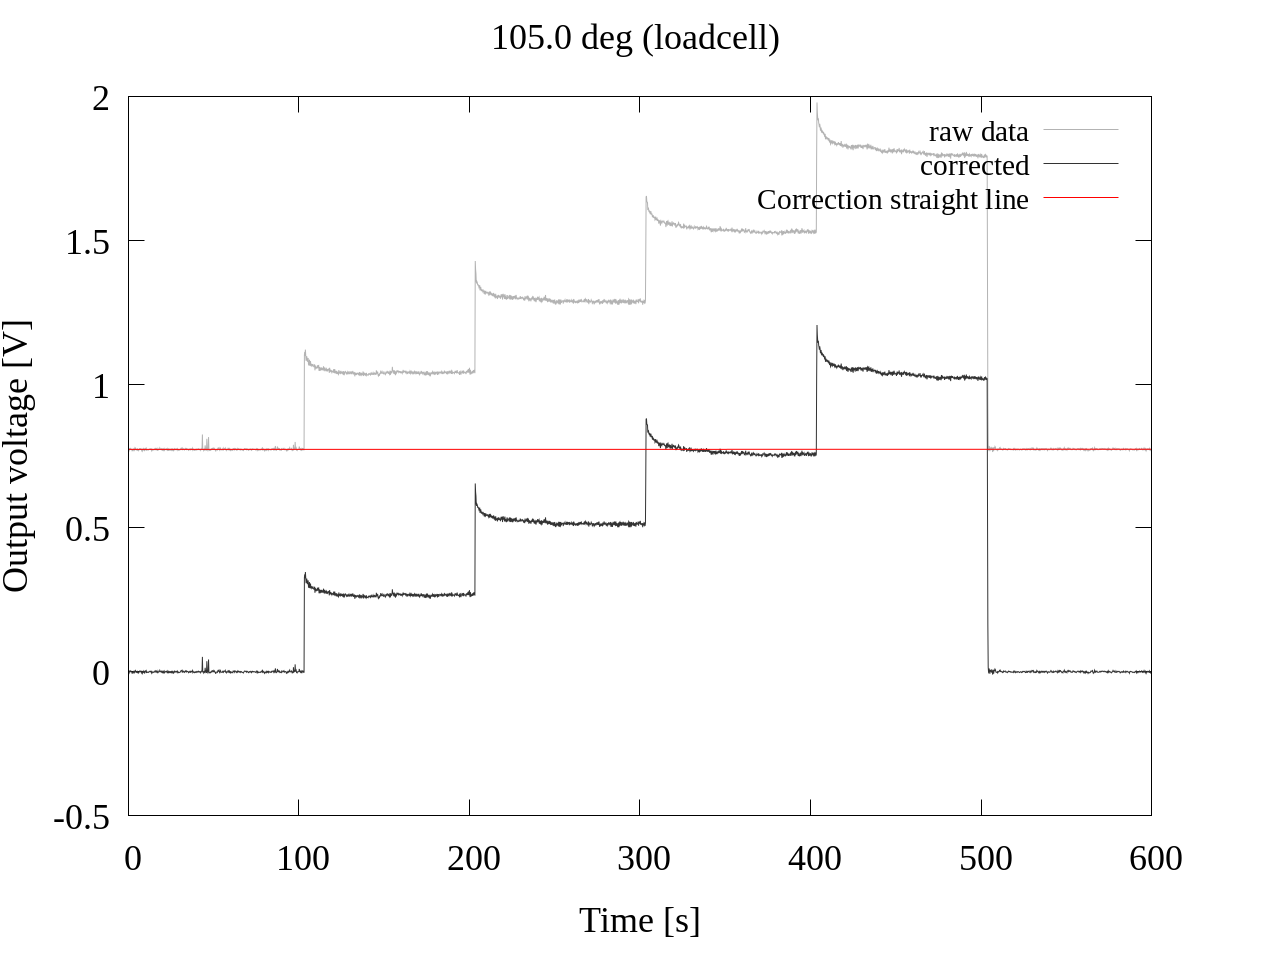 105.0 deg (loadcell)
2
1.5
1
0.5
0
-0.5
Output voltage [V]
raw data
corrected
Correction straight line
0 100 200 300 400 500 600
Time [s]